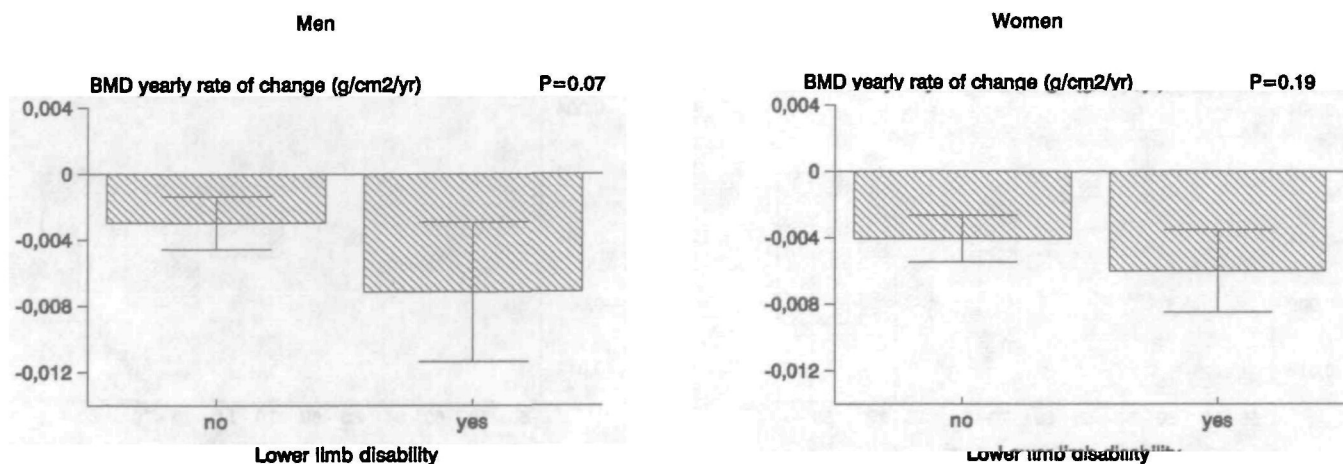 Men
BMD yearly rate of change (g/cm2/yr) P=0.07
0,004
0
-0,004
-0,008
-0,012
no yes
Lower limb disability
Women
BMD yearly rate of change (g/cm2/yr) P=0.19
0,004
0
-0,004
-0,008
-0,012
no yes
Lower limb disability